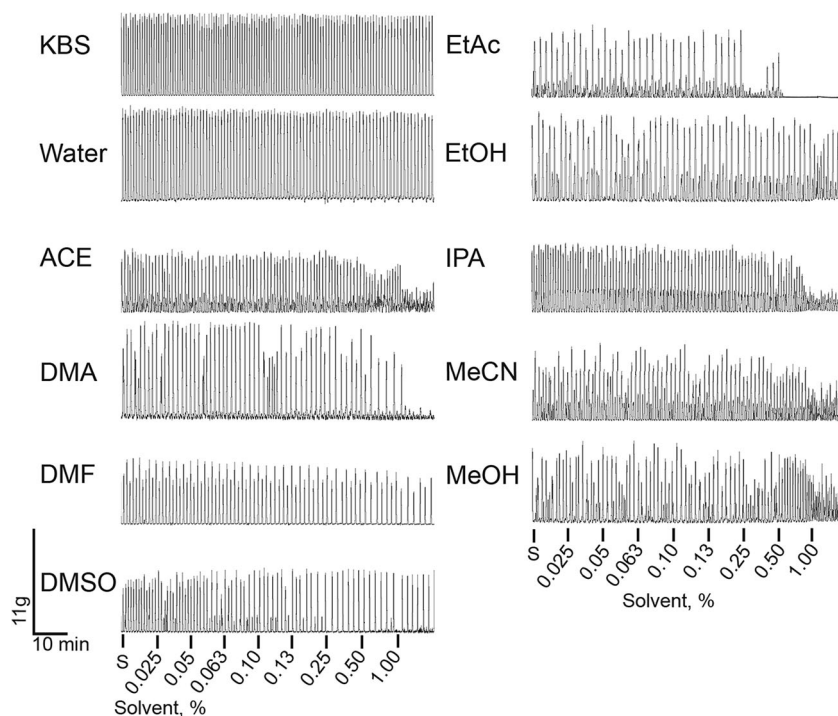 KBS
Water
ACE
DMA
DMF
DMSO
11g
10 min
S
0.025
0.05
0.063
0.10
0.13
0.25
0.50
1.00
Solvent, %
EtAc
EtOH
IPA
MeCN
MeOH
S
0.025
0.05
0.063
0.10
0.13
0.25
0.50
1.00
Solvent, %